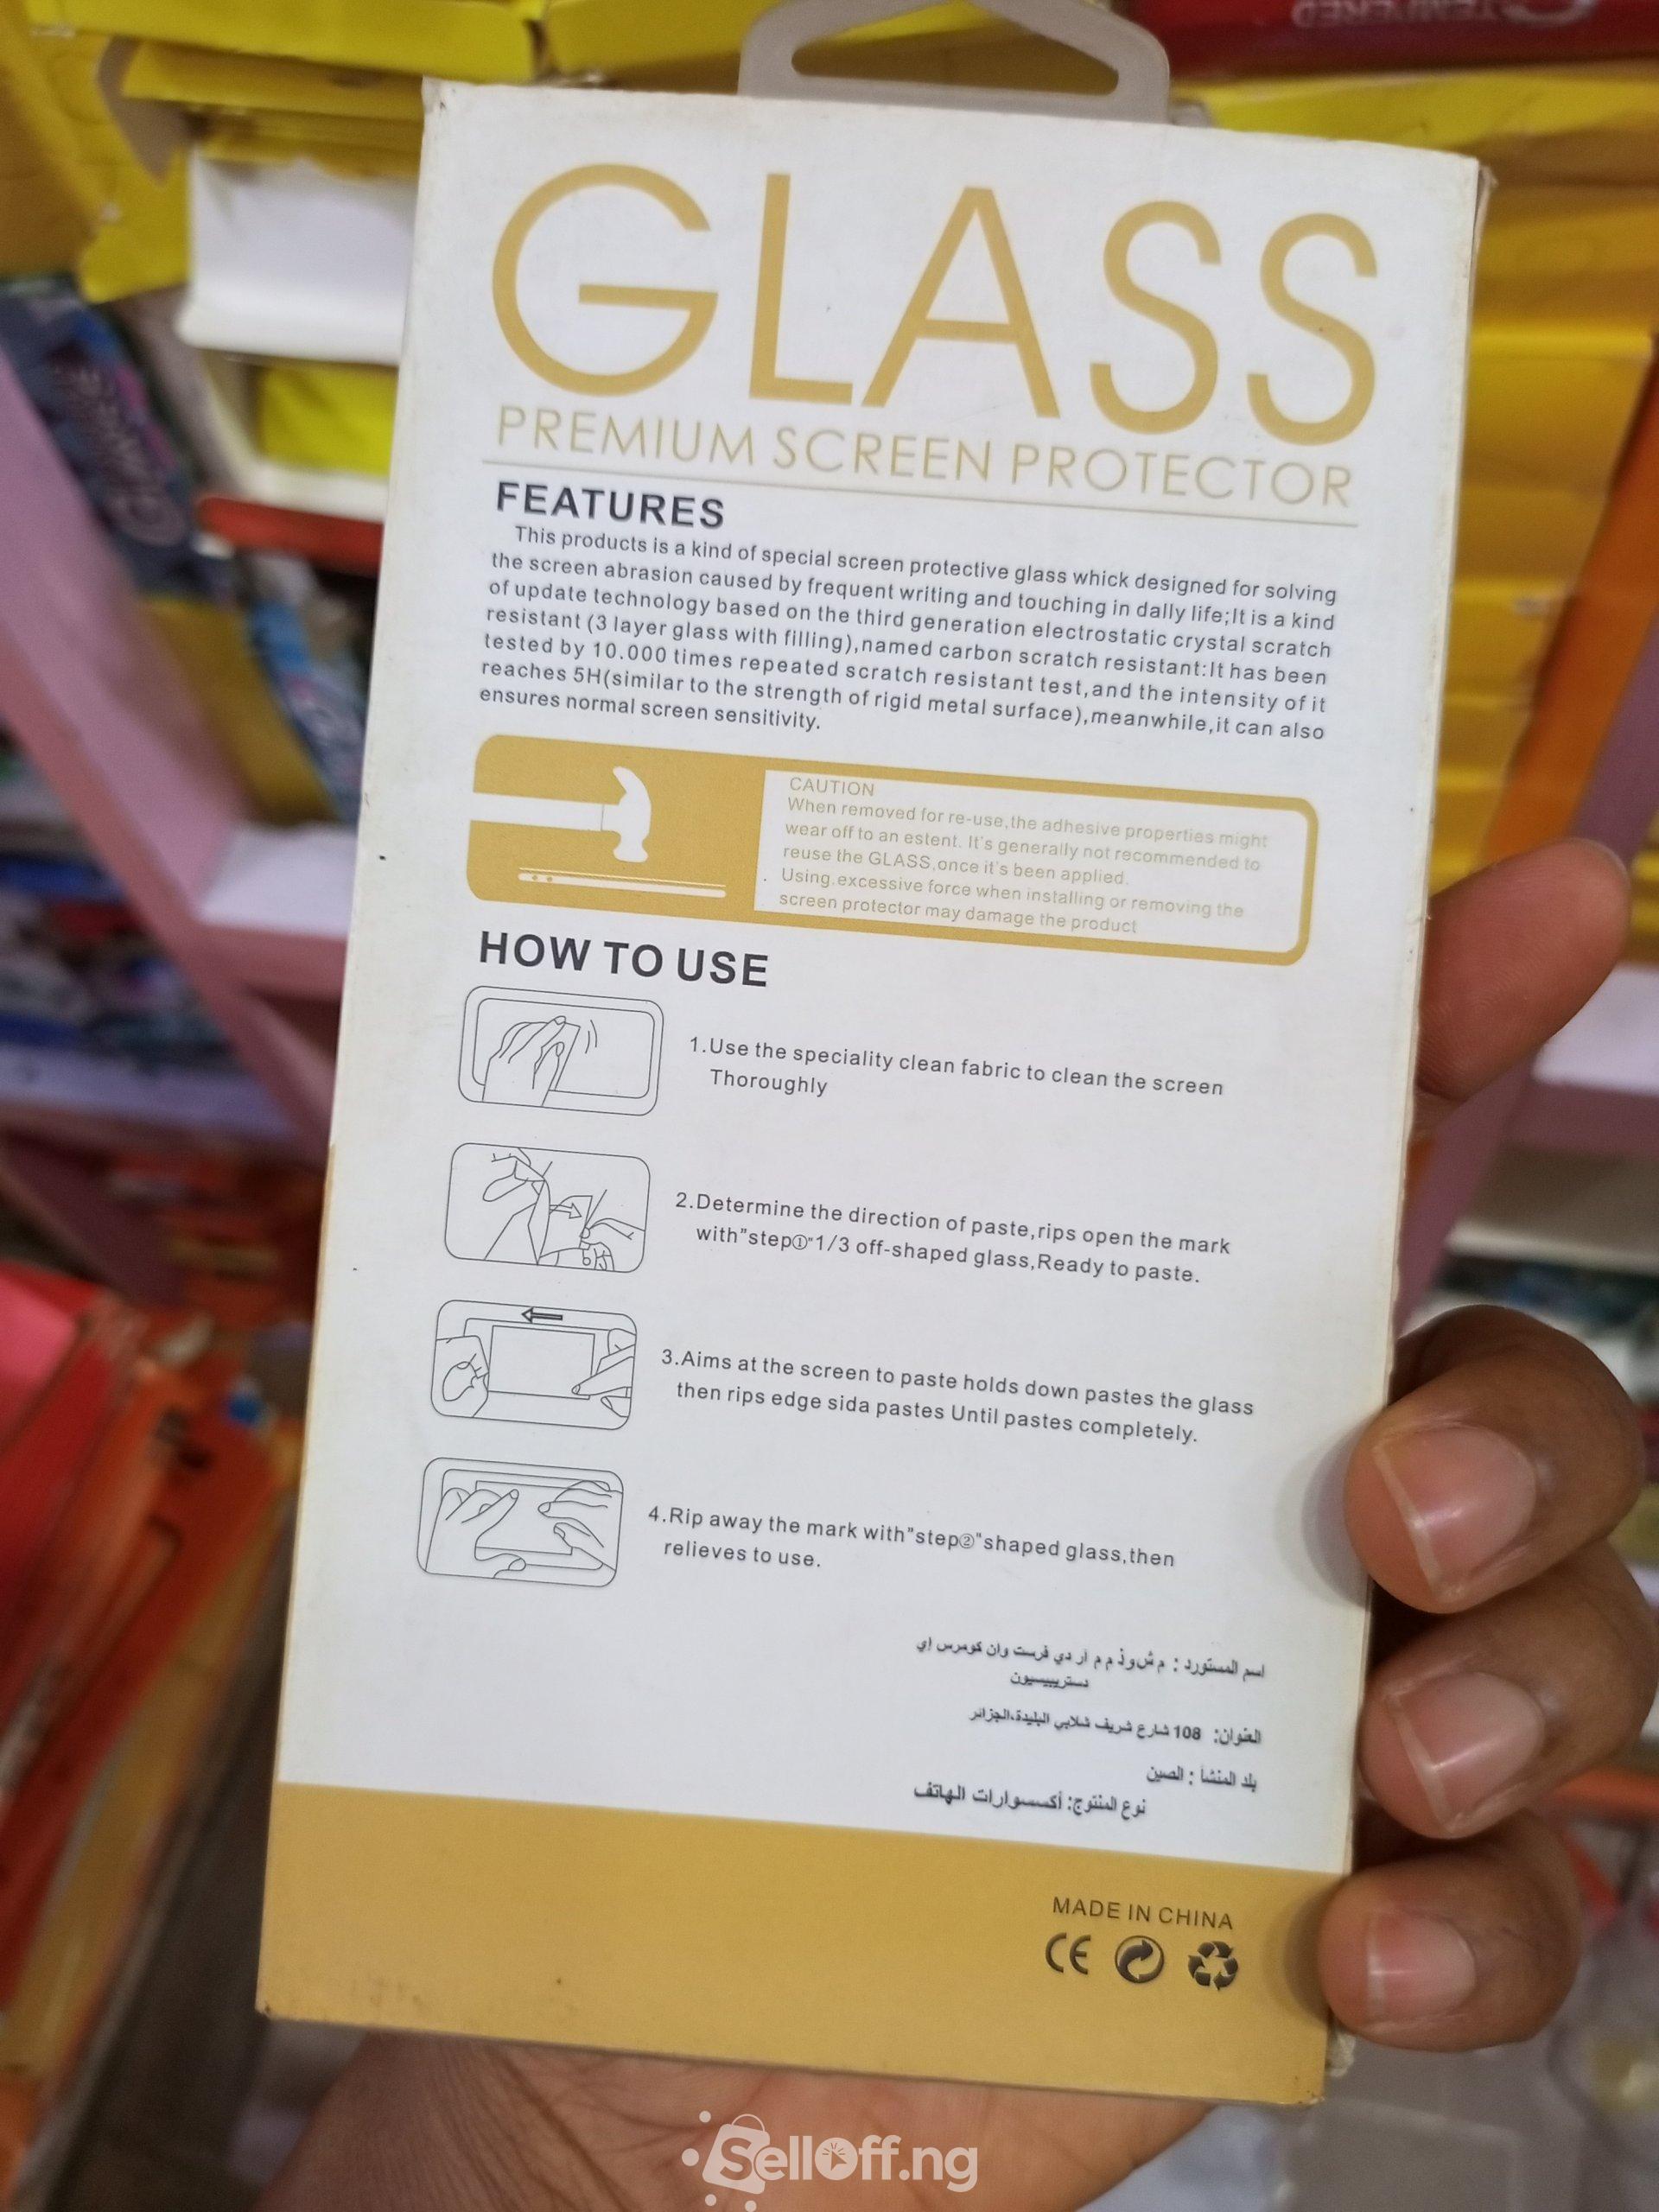 TEMPERED
GLASS
PREMIUM SCREEN PROTECTOR
FEATURES
This products is a kind of special screen protective glass whick designed for solving
the screen abrasion caused by frequent writing and touching in dally life;It is a kind
of update technology based on the third generation electrostatic crystal scratch
resistant (3 layer glass with filling),named carbon scratch resistant:It has been
tested by 10.000 times repeated scratch resistant test,and the intensity of it
reaches 5H(similar to the strength of rigid metal surface),meanwhile,it can also
ensures normal screen sensitivity.
CAUTION
When removed for re-use,the adhesive properties might
wear off to an estent. It's generally not recommended to
reuse the GLASS,once it's been applied.
Using.excessive force when installing or removing the
screen protector may damage the product
HOW TO USE
1.Use the speciality clean fabric to clean the screen
Thoroughly
2.Determine the direction of paste,rips open the mark
with"step①"1/3 off-shaped glass,Ready to paste.
3.Aims at the screen to paste holds down pastes the glass
then rips edge sida pastes Until pastes completely.
4.Rip away the mark with"step②"shaped glass,then
relieves to use.
اسم المستورد : م ش و ذ م م ار دي فرست وان كومرس اي
العنوان: 108 شارع شريف شلابي البليدة،الجزائر
بلد المنشأ : الصين
نوع المنتوج: أكسسوارات الهاتف
MADE IN CHINA
CE
SellOff.ng